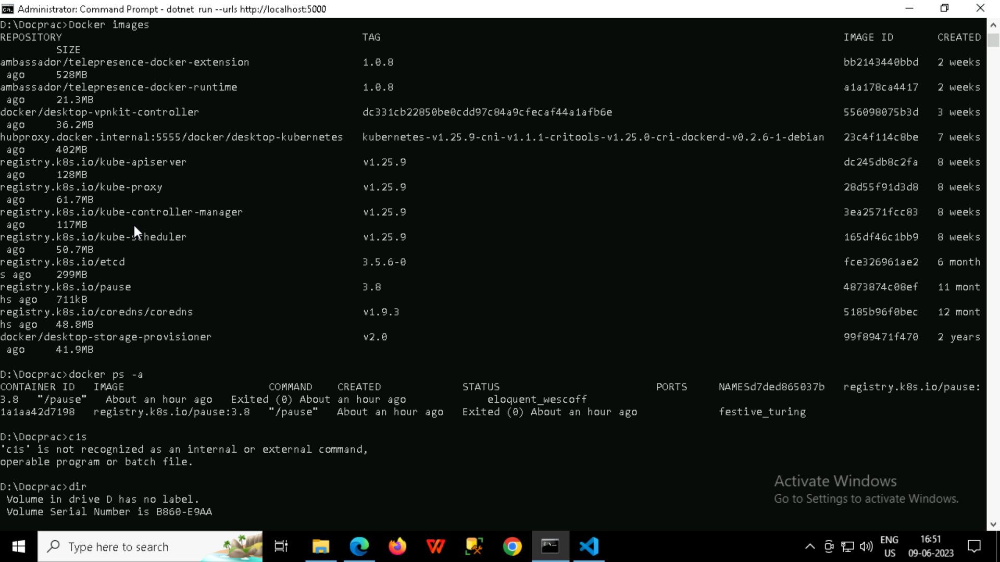 Administrator: Command Prompt - dotnet run --urls http://localhost:5000
D:\Docprac>Docker images
REPOSITORY TAG IMAGE ID CREATED
SIZE
ambassador/telepresence-docker-extension 1.0.8 bb2143440bbd 2 weeks
ago 528MB
ambassador/telepresence-docker-runtime 1.0.8 a1a178ca4417 2 weeks
ago 21.3MB
docker/desktop-vpnkit-controller dc331cb22850be0cdd97c84a9cfecaf44a1afb6e 556098075b3d 3 weeks
ago 36.2MB
hubproxy.docker.internal:5555/docker/desktop-kubernetes kubernetes-v1.25.9-cni-v1.1.1-critools-v1.25.0-cri-dockerd-v0.2.6-1-debian 23c4f114c8be 7 weeks
ago 402MB
registry.k8s.io/kube-apiserver v1.25.9 dc245db8c2fa 8 weeks
ago 128MB
registry.k8s.io/kube-proxy v1.25.9 28d55f91d3d8 8 weeks
ago 61.7MB
registry.k8s.io/kube-controller-manager v1.25.9 3ea2571fcc83 8 weeks
ago 117MB
registry.k8s.io/kube-scheduler v1.25.9 165df46c1bb9 8 weeks
ago 50.7MB
registry.k8s.io/etcd 3.5.6-0 fce326961ae2 6 month
s ago 299MB
registry.k8s.io/pause 3.8 4873874c08ef 11 mont
hs ago 711kB
registry.k8s.io/coredns/coredns v1.9.3 5185b96f0bec 12 mont
hs ago 48.8MB
docker/desktop-storage-provisioner v2.0 99f89471f470 2 years
ago 41.9MB
D:\Docprac>docker ps -a
CONTAINER ID IMAGE COMMAND CREATED STATUS PORTS NAMESd7ded865037b registry.k8s.io/pause:
3.8 "/pause" About an hour ago Exited (0) About an hour ago eloquent_wescoff
1a1aa42d7198 registry.k8s.io/pause:3.8 "/pause" About an hour ago Exited (0) About an hour ago festive_turing
D:\Docprac>c1s
'c1s' is not recognized as an internal or external command,
operable program or batch file.
D:\Docprac>dir
Volume in drive D has no label.
Volume Serial Number is B860-E9AA
Activate Windows
Go to Settings to activate Windows.
Type here to search
ENG
US
16:51
09-06-2023